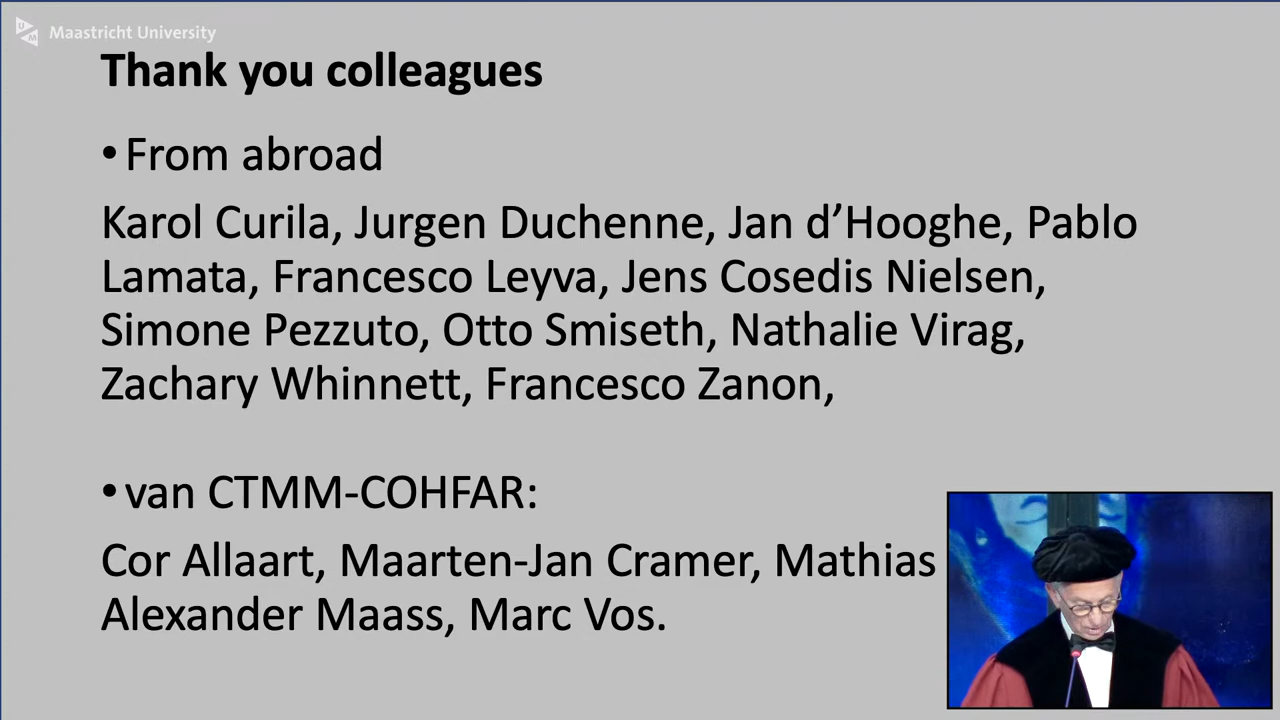 Maastricht University
Thank you colleagues
•From abroad
Karol Curila, Jurgen Duchenne, Jan d’Hooghe, Pablo
Lamata, Francesco Leyva, Jens Cosedis Nielsen,
Simone Pezzuto, Otto Smiseth, Nathalie Virag,
Zachary Whinnett, Francesco Zanon,
•van CTMM-COHFAR:
Cor Allaart, Maarten-Jan Cramer, Mathias
Alexander Maass, Marc Vos.